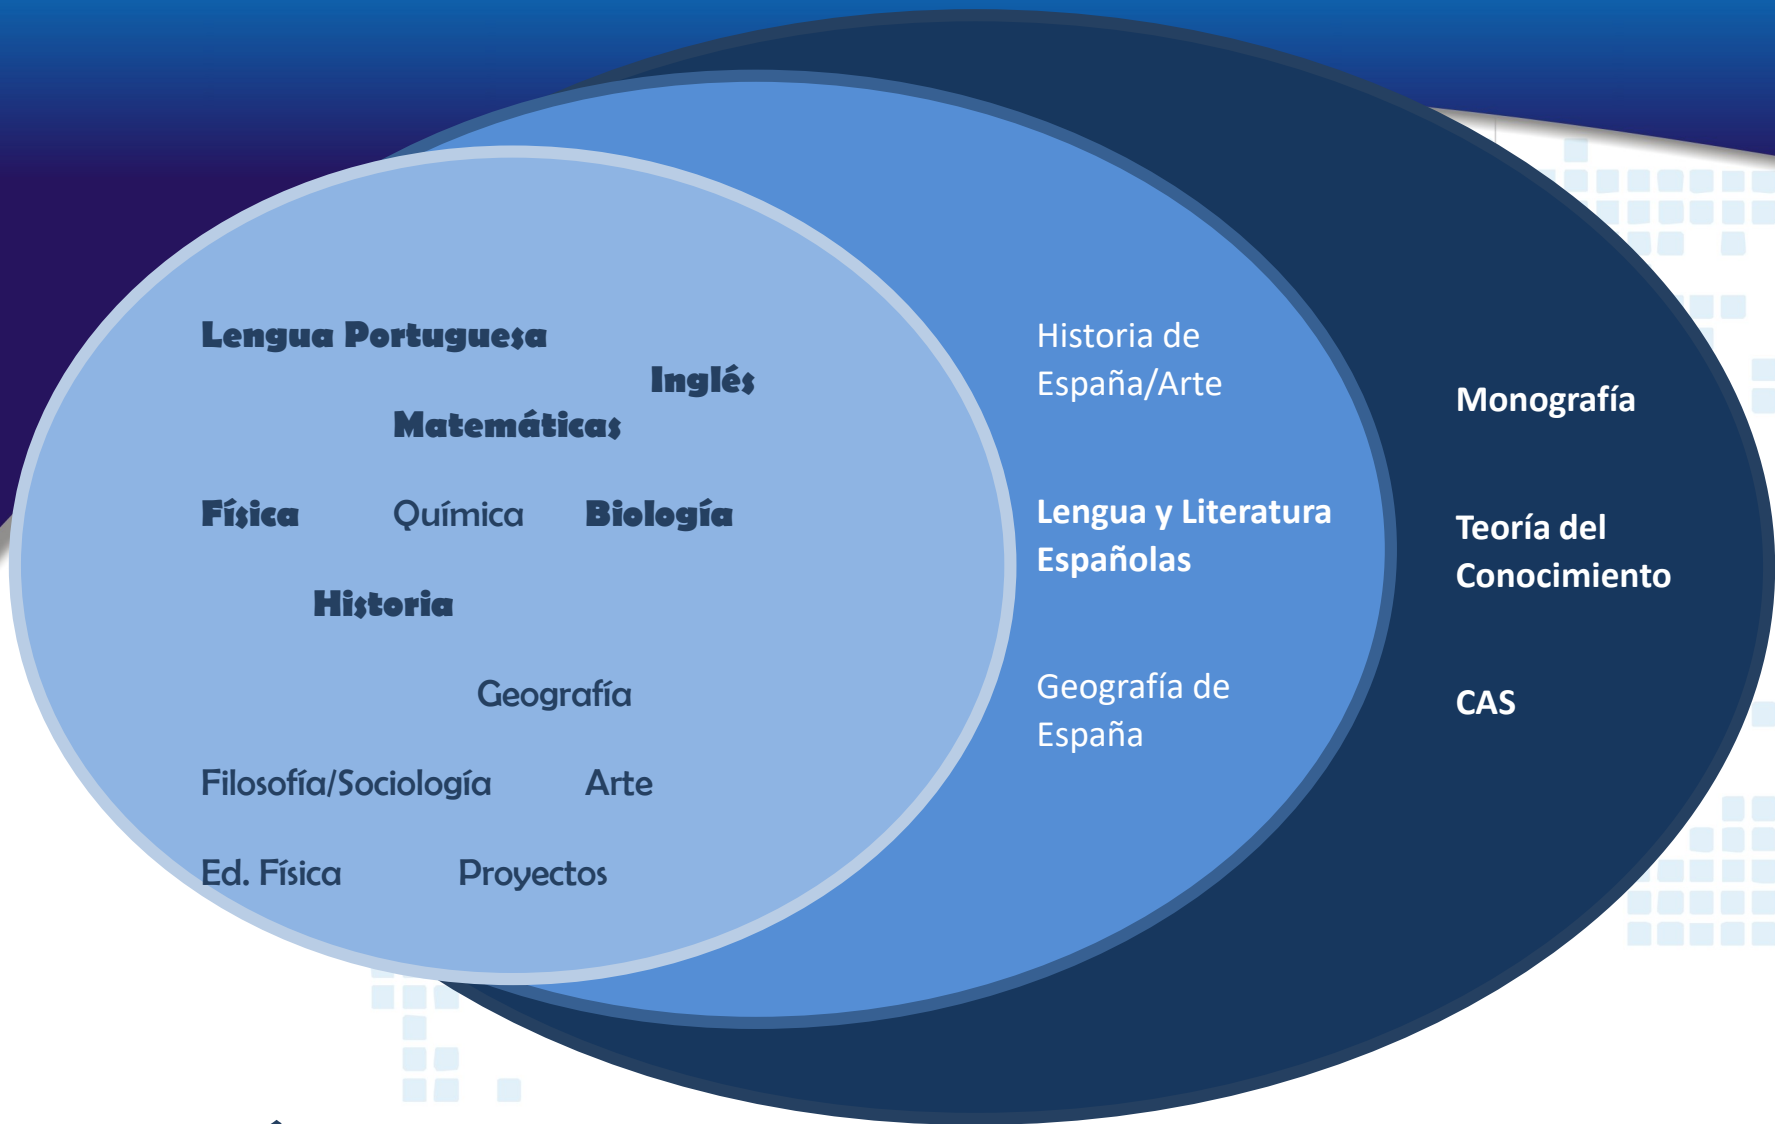 Lengua Portuguesa
Inglés
Matemáticas
Física Química Biología
Historia
Geografía
Filosofía/Sociología Arte
Ed. Física Proyectos
Historia de
España/Arte
Lengua y Literatura
Españolas
Geografía de
España
Monografía
Teoría del
Conocimiento
CAS